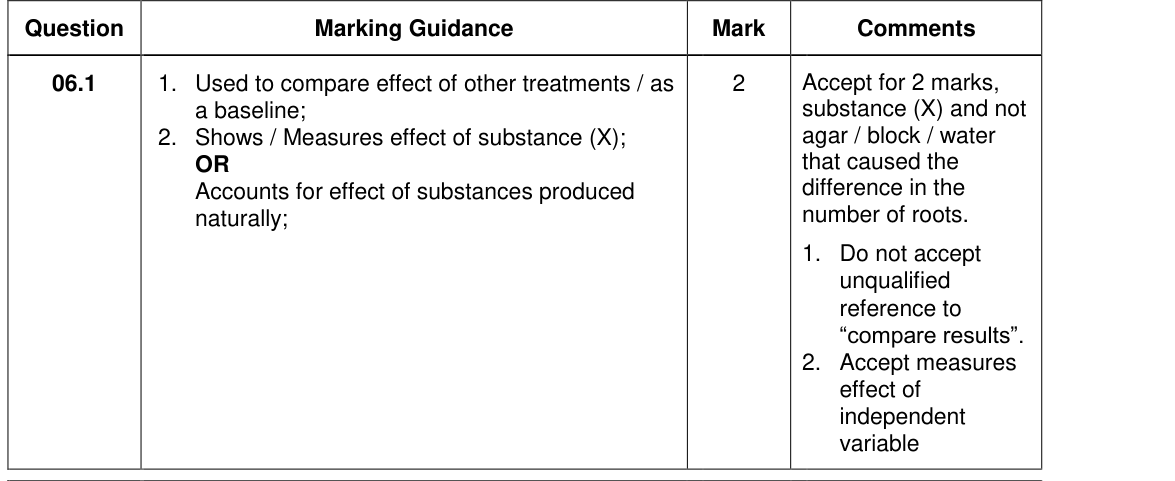 Question Marking Guidance Mark Comments
06.1
1. Used to compare effect of other treatments / as
a baseline;
2. Shows / Measures effect of substance (X);
OR
Accounts for effect of substances produced
naturally;
2
Accept for 2 marks,
substance (X) and not
agar / block / water
that caused the
difference in the
number of roots.
1. Do not accept
unqualified
reference to
“compare results”.
2. Accept measures
effect of
independent
variable